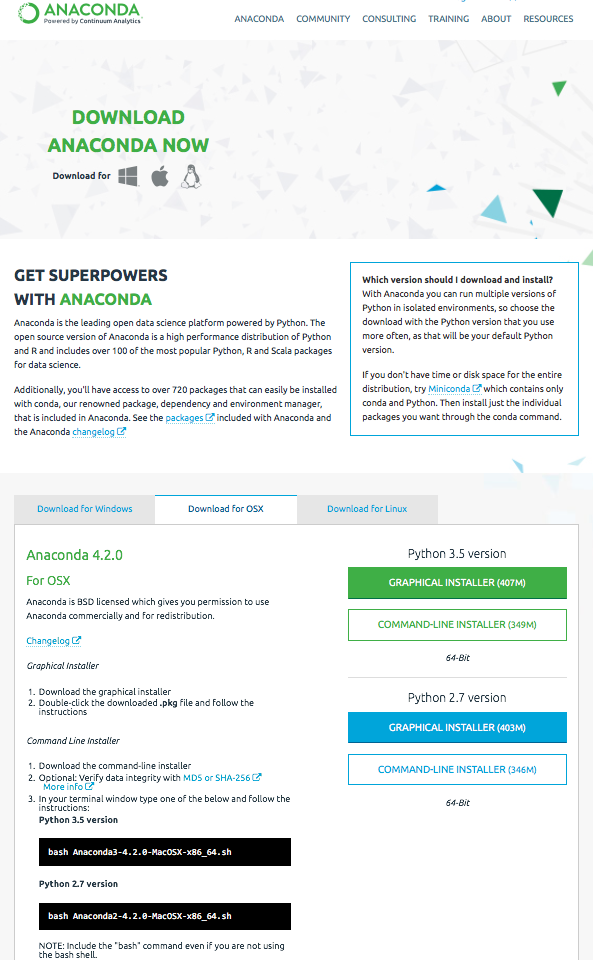 ANACONDA
Powered by Continuum Analytics
ANACONDA COMMUNITY CONSULTING TRAINING ABOUT RESOURCES
DOWNLOAD
ANACONDA NOW
Download for
GET SUPERPOWERS
WITH ANACONDA
Anaconda is the leading open data science platform powered by Python. The
open source version of Anaconda is a high performance distribution of Python
and R and includes over 100 of the most popular Python, R and Scala packages
for data science.
Additionally, you'll have access to over 720 packages that can easily be installed
with conda, our renowned package, dependency and environment manager,
that is included in Anaconda. See the packages included with Anaconda and
the Anaconda changelog
Which version should I download and install?
With Anaconda you can run multiple versions of
Python in isolated environments, so choose the
download with the Python version that you use
more often, as that will be your default Python
version.
If you don't have time or disk space for the entire
distribution, try Miniconda which contains only
conda and Python. Then install just the individual
packages you want through the conda command.
Download for Windows
Download for OSX
Download for Linux
Anaconda 4.2.0
For OSX
Anaconda is BSD licensed which gives you permission to use
Anaconda commercially and for redistribution.
Changelog
Graphical Installer
1. Download the graphical installer
2. Double-click the downloaded .pkg file and follow the
instructions
Command Line Installer
1. Download the command-line installer
2. Optional: Verify data integrity with MD5 or SHA-256
More info
3. In your terminal window type one of the below and follow the
instructions:
Python 3.5 version
bash Anaconda3-4.2.0-MacOSX-x86_64.sh
Python 2.7 version
bash Anaconda2-4.2.0-MacOSX-x86_64.sh
NOTE: Include the "bash" command even if you are not using
the bash shell.
Python 3.5 version
GRAPHICAL INSTALLER (407M)
COMMAND-LINE INSTALLER (349M)
64-Bit
Python 2.7 version
GRAPHICAL INSTALLER (403M)
COMMAND-LINE INSTALLER (346M)
64-Bit